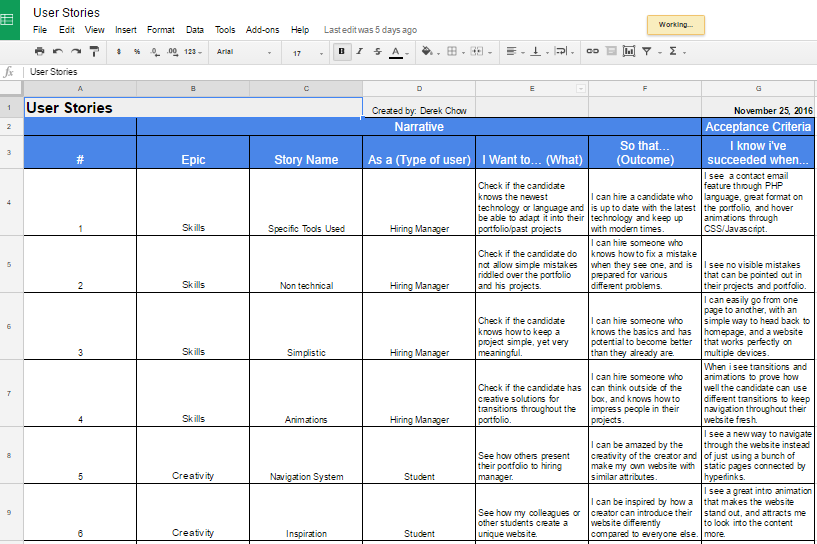 User Stories
Working...
File Edit View Insert Format Data Tools Add-ons Help Last edit was 5 days ago
$ % .0 .00 123 Arial 17 B I S A Σ
fx User Stories
A B C D E F G
1 User Stories Created by: Derek Chow November 25, 2016
2 Narrative Acceptance Criteria
3 # Epic Story Name As a (Type of user) I Want to... (What) So that... (Outcome) I know i've succeeded when...
4
1
Skills
Specific Tools Used
Hiring Manager
Check if the candidate
knows the newest
technology or language and
be able to adapt it into their
portfolio/past projects
I can hire a candidate who
is up to date with the latest
technology and keep up
with modern times.
I see a contact email
feature through PHP
language, great format on
the portfolio, and hover
animations through
CSS/Javascript.
5
2
Skills
Non technical
Hiring Manager
Check if the candidate do
not allow simple mistakes
riddled over the portfolio
and his projects.
I can hire someone who
knows how to fix a mistake
when they see one, and is
prepared for various
different problems.
I see no visible mistakes
that can be pointed out in
their projects and portfolio.
6
3
Skills
Simplistic
Hiring Manager
Check if the candidate
knows how to keep a
project simple, yet very
meaningful.
I can hire someone who
knows the basics and has
potential to become better
than they already are.
I can easily go from one
page to another, with an
simple way to head back to
homepage, and a website
that works perfectly on
multiple devices.
7
4
Skills
Animations
Hiring Manager
Check if the candidate has
creative solutions for
transitions throughout the
portfolio.
I can hire someone who
can think outside of the
box, and knows how to
impress people in their
projects.
When i see transitions and
animations to prove how
well the candidate can use
different transitions to keep
navigation throughout their
website fresh.
8
5
Creativity
Navigation System
Student
See how others present
their portfolio to hiring
manager.
I can be amazed by the
creativity of the creator and
make my own website with
similar attributes.
I see a new way to navigate
through the website instead
of just using a bunch of
static pages connected by
hyperlinks.
9
6
Creativity
Inspiration
Student
See how my colleagues or
other students create a
unique website.
I can be inspired by how a
creator can introduce their
website differently
compared to everyone else.
I see a great intro animation
that makes the website
stand out, and attracts me
to look into the content
more.